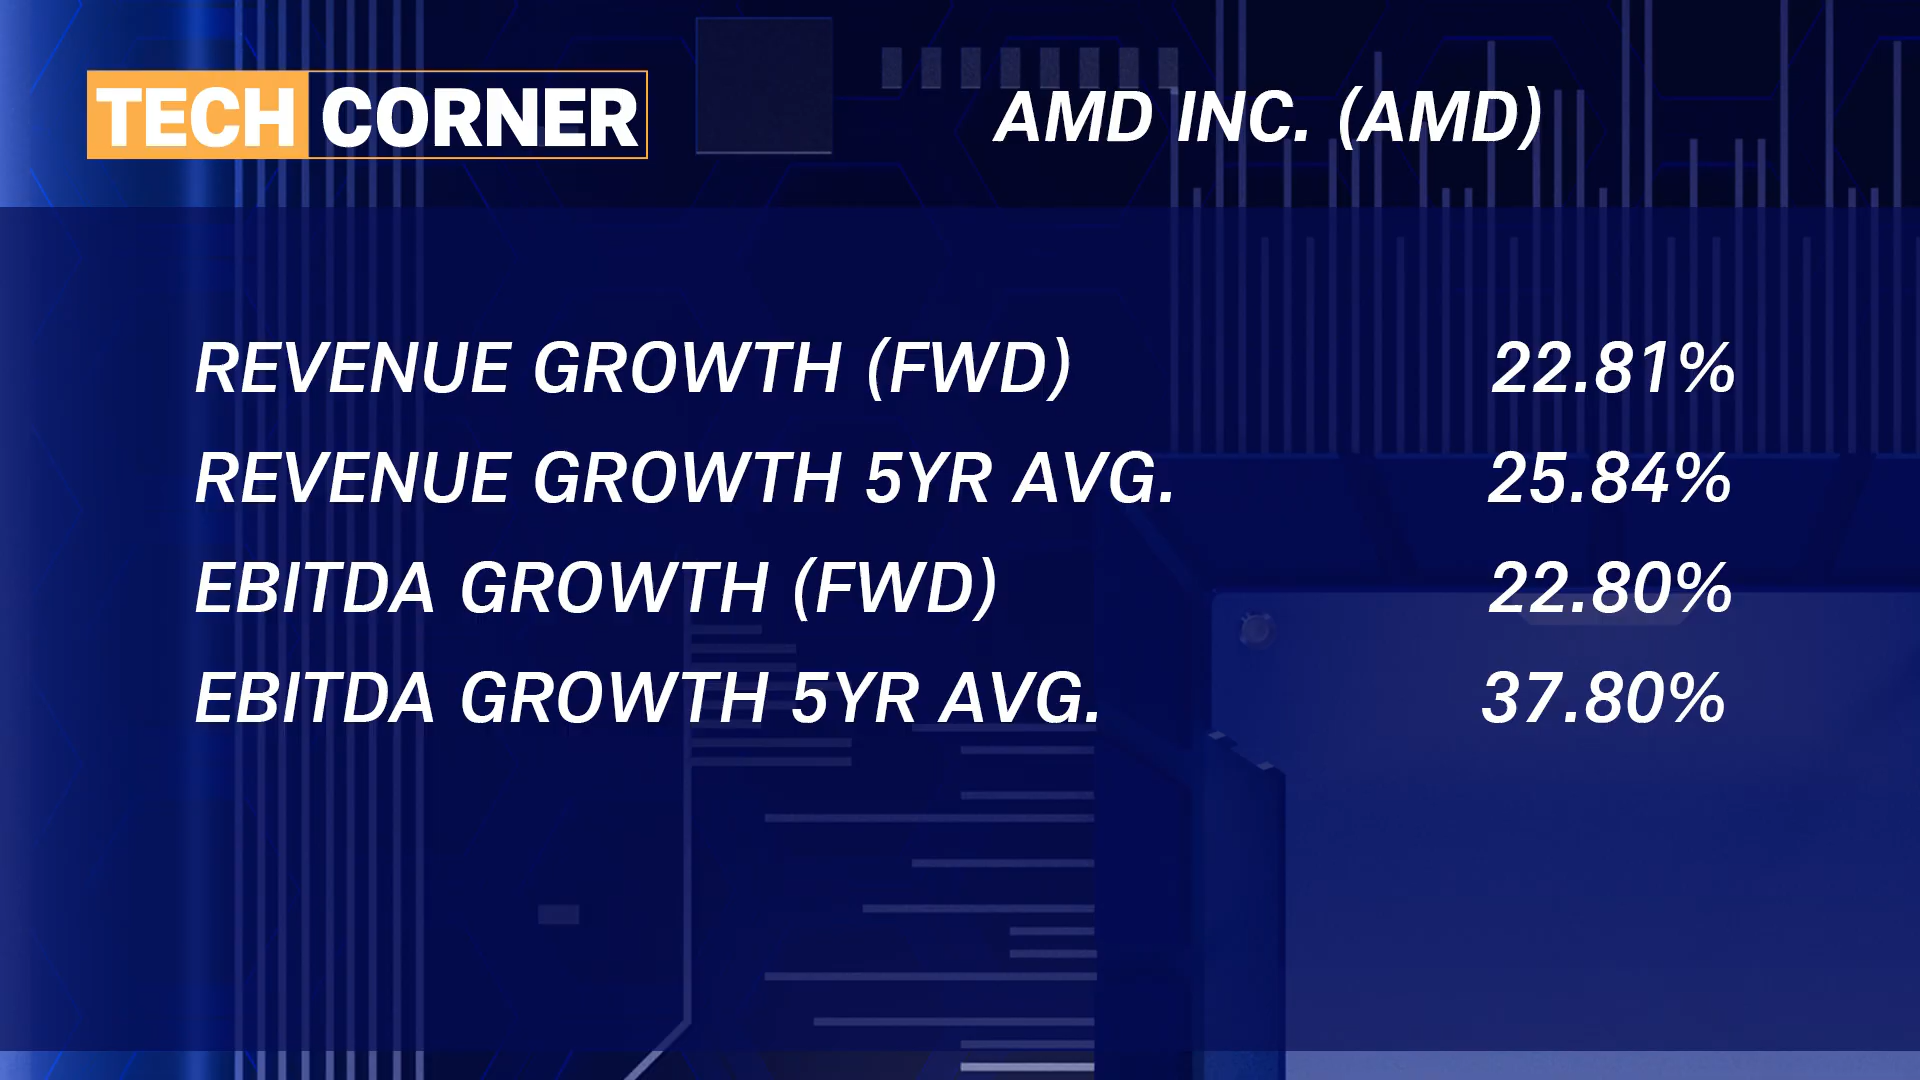 TECH CORNER
AMD INC. (AMD)
REVENUE GROWTH (FWD) 22.81%
REVENUE GROWTH 5YR AVG. 25.84%
EBITDA GROWTH (FWD) 22.80%
EBITDA GROWTH 5YR AVG. 37.80%